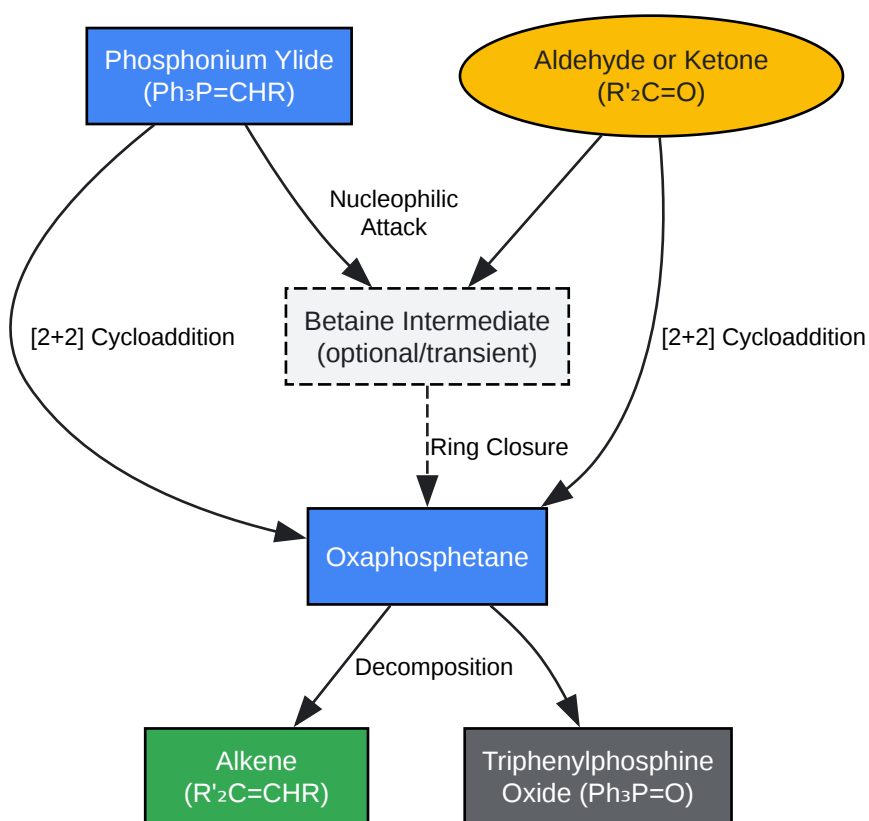 Phosphonium Ylide
(Ph₃P=CHR)
Aldehyde or Ketone
(R'₂C=O)
Nucleophilic
Attack
Betaine Intermediate
(optional/transient)
[2+2] Cycloaddition
[2+2] Cycloaddition
Ring Closure
Oxaphosphetane
Decomposition
Alkene
(R'₂C=CHR)
Triphenylphosphine
Oxide (Ph₃P=O)